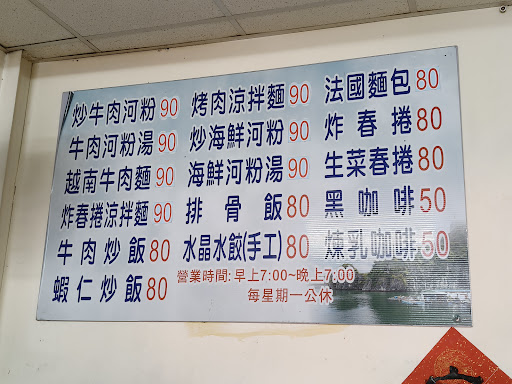 炒牛肉河粉 90
牛肉河粉湯 90
越南牛肉麵 90
炸春捲涼拌麵 90
牛肉炒飯 80
蝦仁炒飯 80
烤肉涼拌麵 90
炒海鮮河粉 90
海鮮河粉湯 90
排骨飯 80
水晶水餃(手工) 80
法國麵包 80
炸春捲 80
生菜春捲 80
黑咖啡 50
煉乳咖啡 50
營業時間: 早上7:00~晚上7:00
每星期一公休